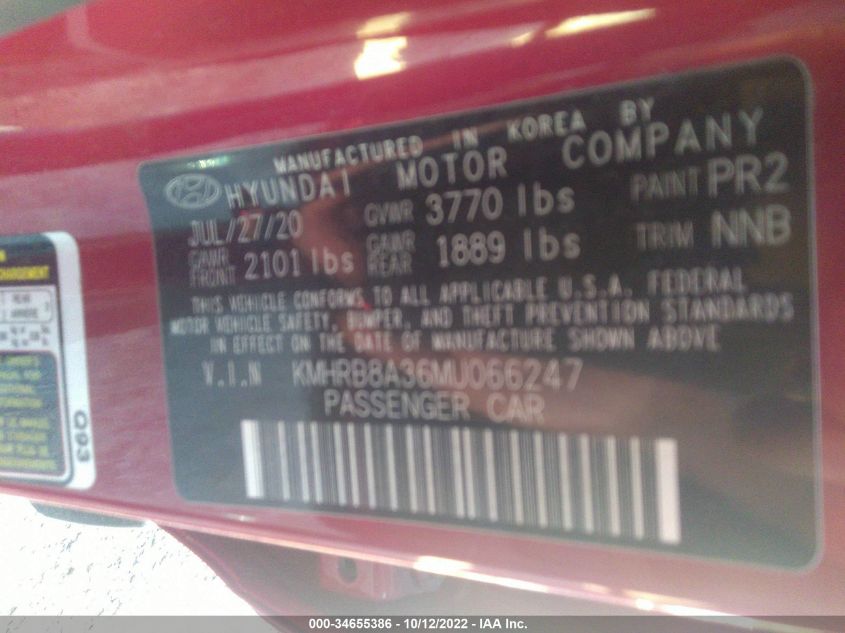 MANUFACTURED IN KOREA BY
HYUNDAI MOTOR COMPANY
JUL/27/20 GVWR 3770 lbs PAINT PR2
GAWR FRONT 2101 lbs GAWR REAR 1889 lbs TRIM NNB
THIS VEHICLE CONFORMS TO ALL APPLICABLE U.S.A. FEDERAL
MOTOR VEHICLE SAFETY, BUMPER, AND THEFT PREVENTION STANDARDS
IN EFFECT ON THE DATE OF MANUFACTURE SHOWN ABOVE
V.I.N KMHRB8A36MU066247
PASSENGER CAR
REAR
093
000-34655386 - 10/12/2022 - IAA Inc.